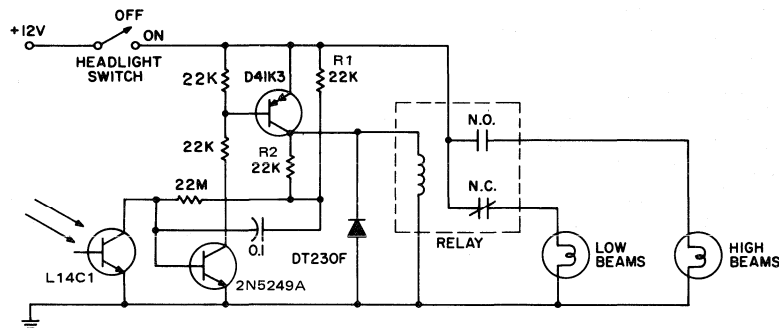 OFF
+12V
ON
HEADLIGHT
SWITCH
22K
D41K3
R1
22K
22K
R2
22K
22M
0.1
L14C1
2N5249A
DT230F
N.O.
N.C.
RELAY
LOW
BEAMS
HIGH
BEAMS